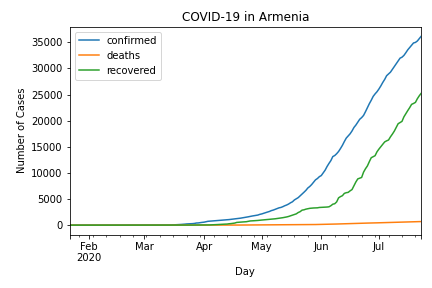 COVID-19 in Armenia
confirmed
deaths
recovered
Number of Cases
35000
30000
25000
20000
15000
10000
5000
0
Feb Mar Apr May Jun Jul
2020
Day